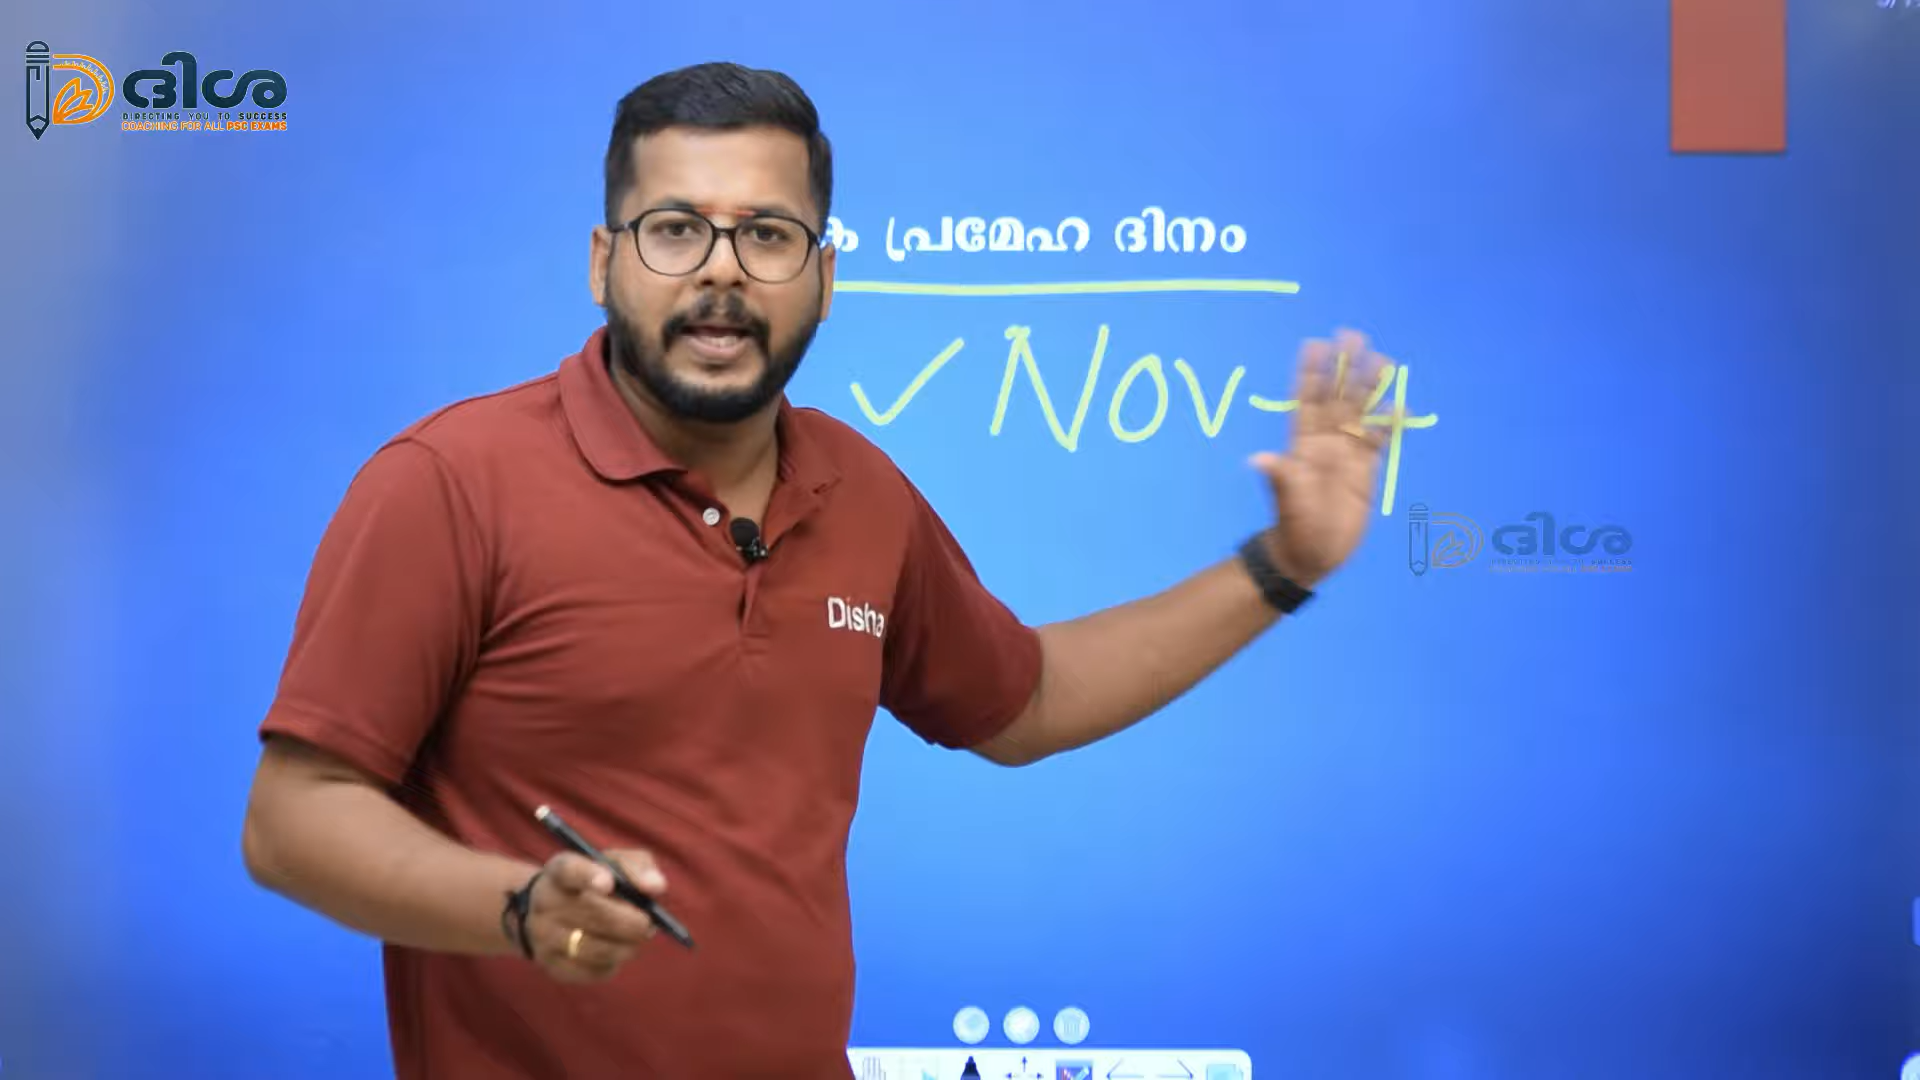 ദിശ
DIRECTING YOU TO SUCCESS
COACHING FOR ALL PSC EXAMS
ക പ്രമേഹ ദിനം
✓ Nov-14
ദിശ
Disha